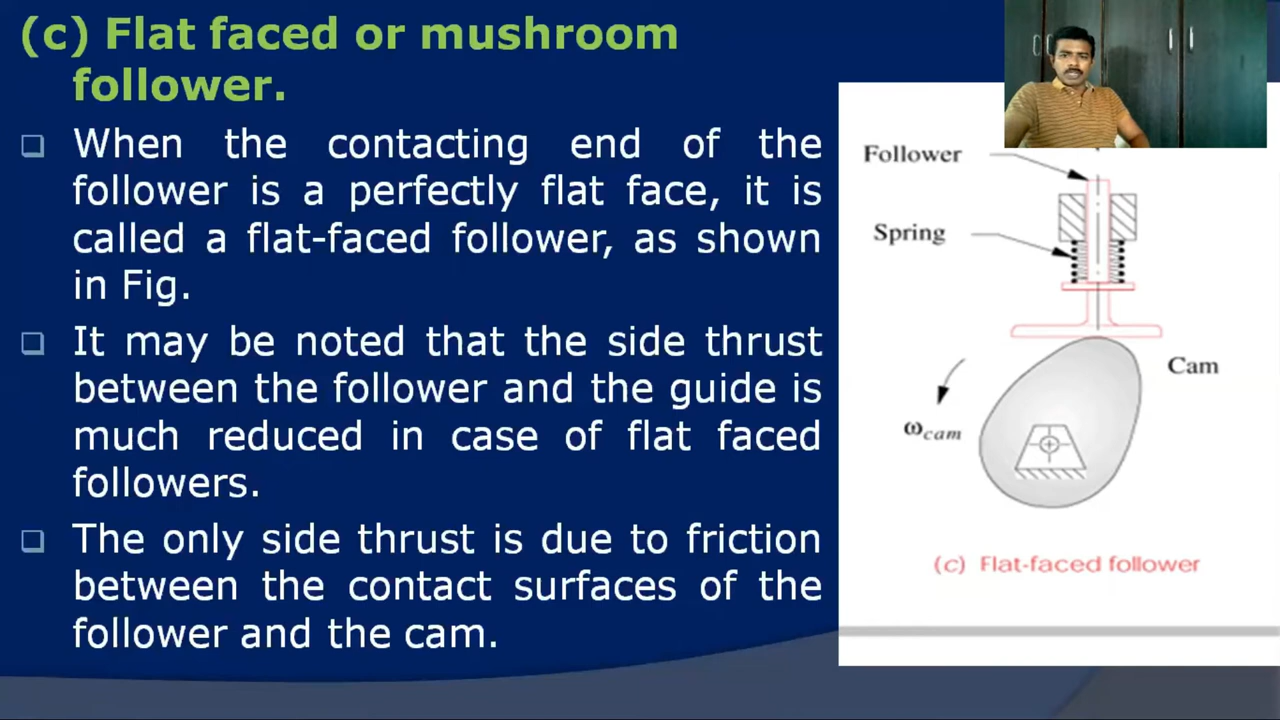 (c) Flat faced or mushroom
follower.
❑ When the contacting end of the
follower is a perfectly flat face, it is
called a flat-faced follower, as shown
in Fig.
❑ It may be noted that the side thrust
between the follower and the guide is
much reduced in case of flat faced
followers.
❑ The only side thrust is due to friction
between the contact surfaces of the
follower and the cam.
Follower
Spring
Cam
ωcam
(c) Flat-faced follower